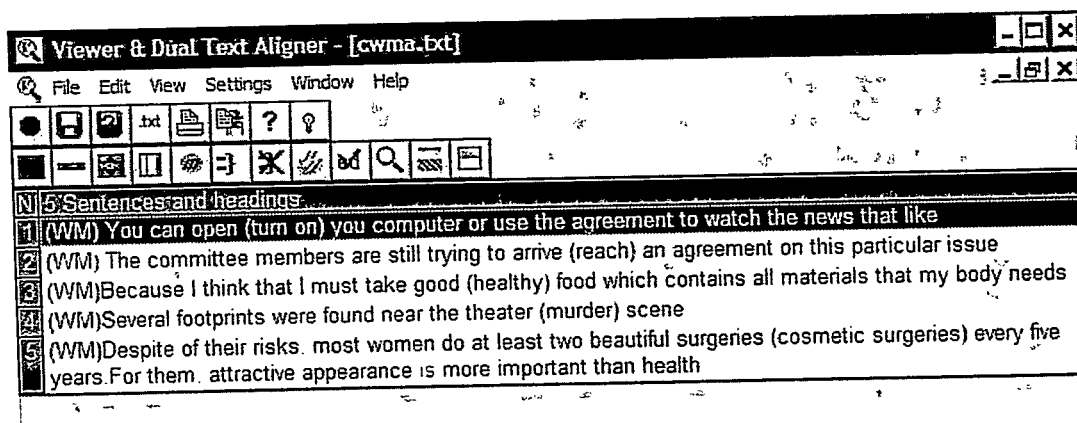 Viewer & Dual Text Aligner - [cwma.txt]
File Edit View Settings Window Help
.txt ?
N 5 Sentences and headings
1 (WM) You can open (turn on) you computer or use the agreement to watch the news that like
2 (WM) The committee members are still trying to arrive (reach) an agreement on this particular issue
3 (WM)Because I think that I must take good (healthy) food which contains all materials that my body needs
4 (WM)Several footprints were found near the theater (murder) scene
5 (WM)Despite of their risks. most women do at least two beautiful surgeries (cosmetic surgeries) every five
years.For them. attractive appearance is more important than health